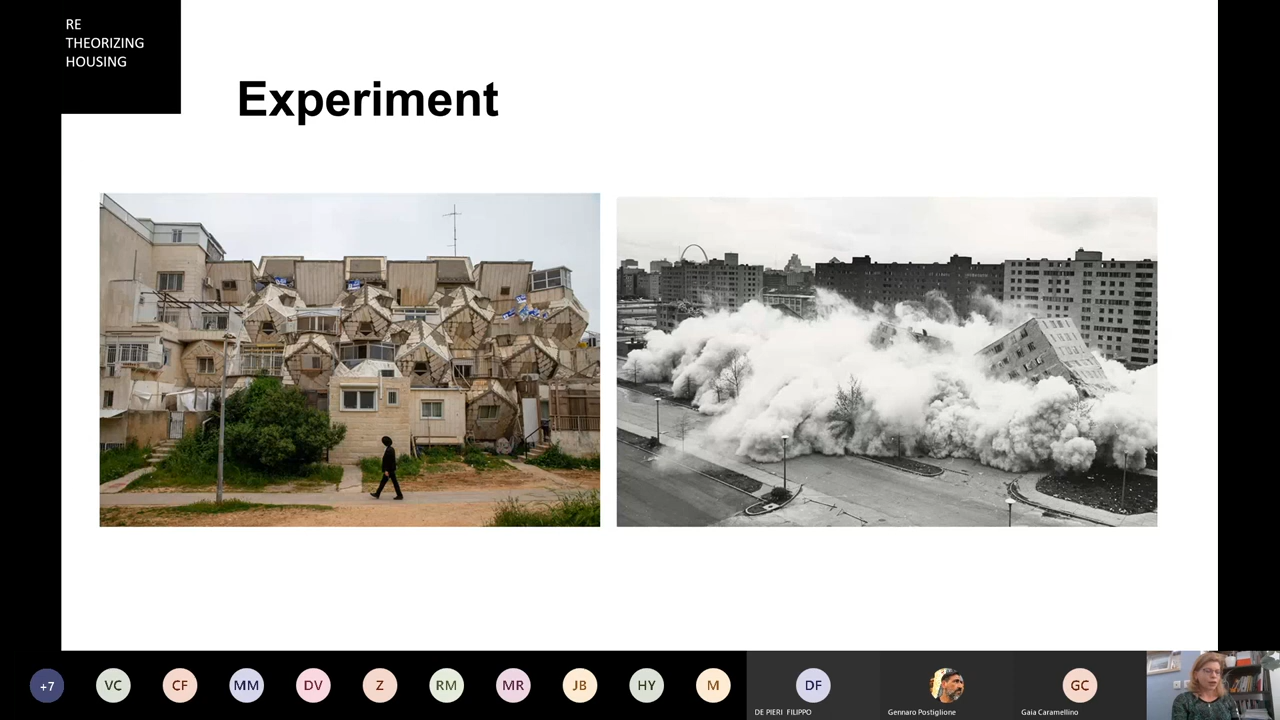 RE
THEORIZING
HOUSING
Experiment
+7
VC
CF
MM
DV
Z
RM
MR
JB
HY
M
DF
GC
DE PIERI FILIPPO
Gennaro Postiglione
Gaia Caramellino